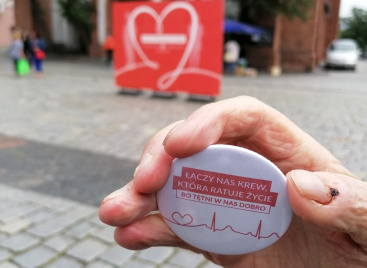 ŁĄCZY NAS KREW,
KTÓRA RATUJE ŻYCIE
BO TĘTNI W NAS DOBRO